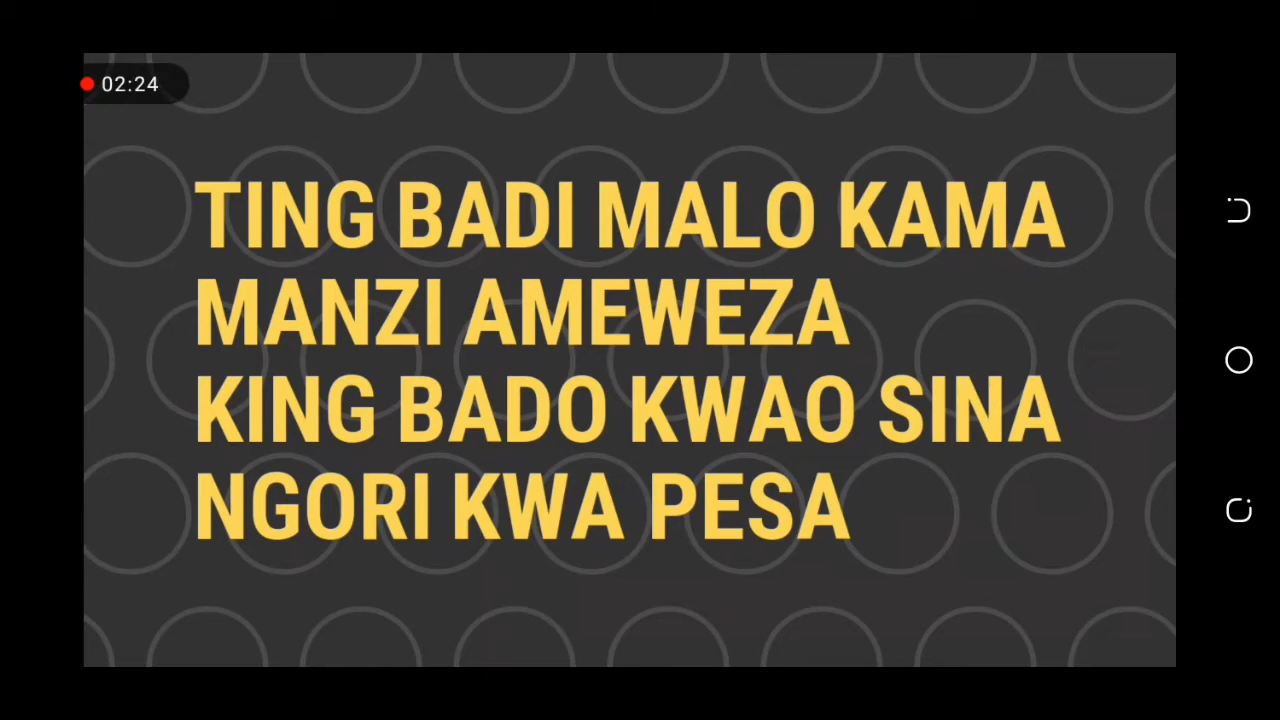 02:24
TING BADI MALO KAMA
MANZI AMEWEZA
KING BADO KWAO SINA
NGORI KWA PESA